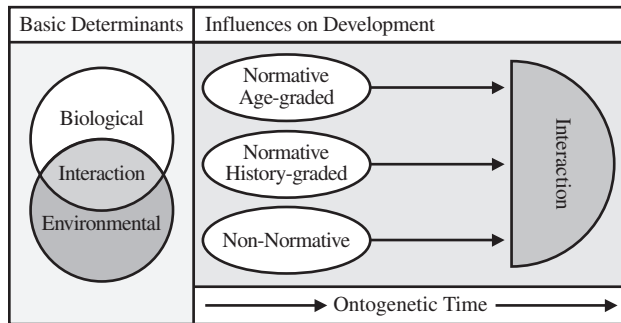 Basic Determinants
Influences on Development
Biological
Interaction
Environmental
Normative
Age-graded
Normative
History-graded
Non-Normative
Interaction
Ontogenetic Time